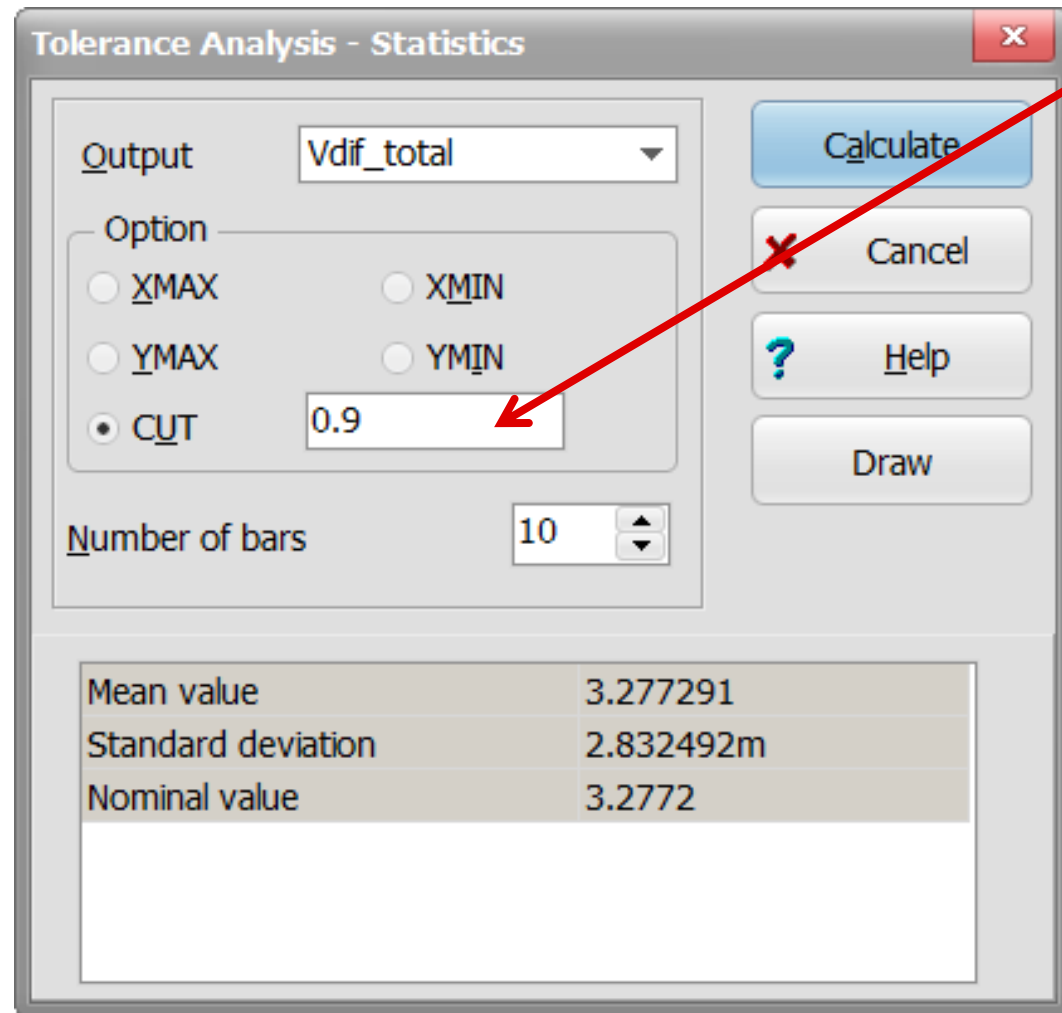 Tolerance Analysis - Statistics
Output Vdif_total
Calculate
Option
Cancel
XMAX XMIN
YMAX YMIN
? Help
CUT 0.9
Draw
Number of bars 10
Mean value 3.277291
Standard deviation 2.832492m
Nominal value 3.2772